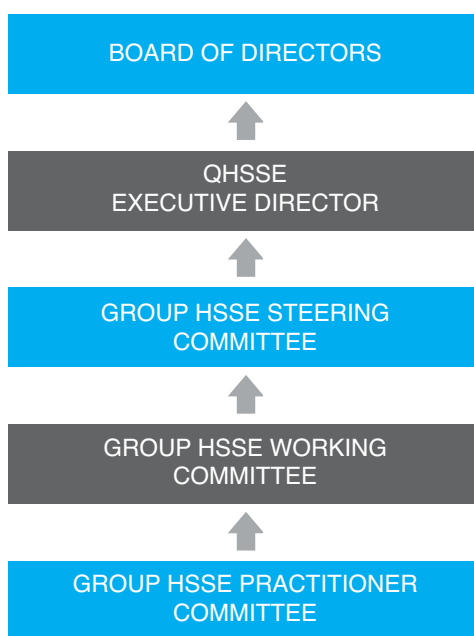 BOARD OF DIRECTORS
QHSSE
EXECUTIVE DIRECTOR
GROUP HSSE STEERING
COMMITTEE
GROUP HSSE WORKING
COMMITTEE
GROUP HSSE PRACTITIONER
COMMITTEE